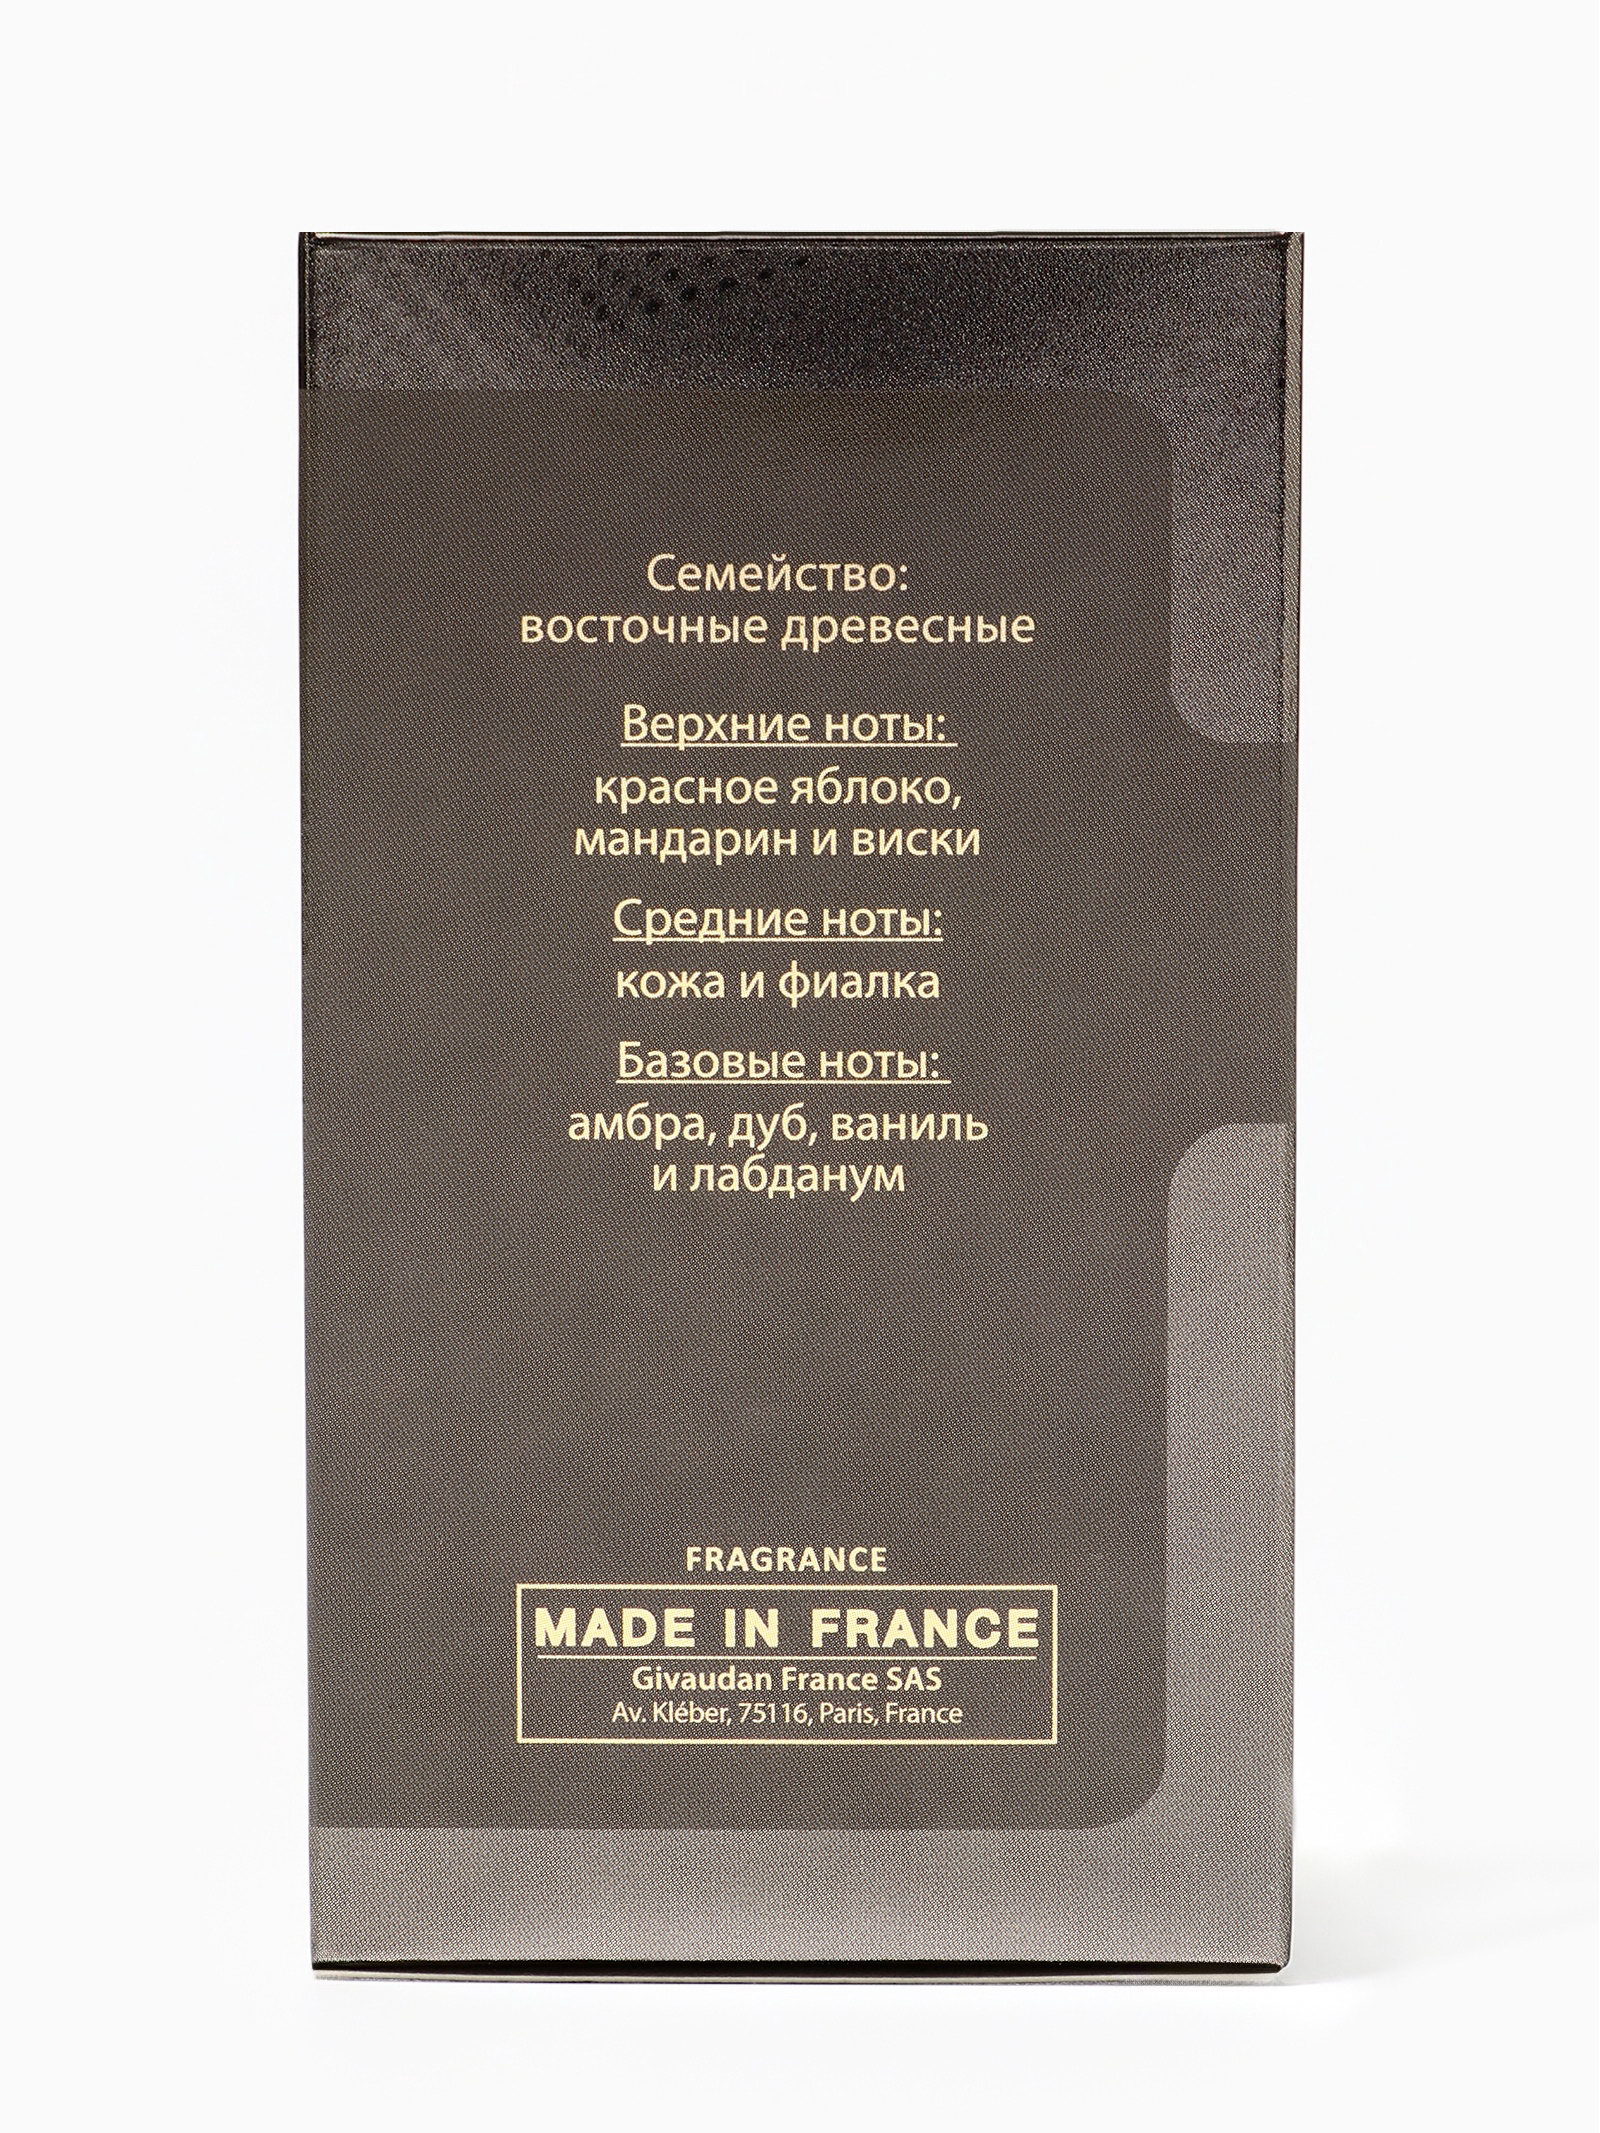 Семейство:
восточные древесные
Верхние ноты:
красное яблоко,
мандарин и виски
Средние ноты:
кожа и фиалка
Базовые ноты:
амбра, дуб, ваниль
и лабданум
FRAGRANCE
MADE IN FRANCE
Givaudan France SAS
Av. Kléber, 75116, Paris, France